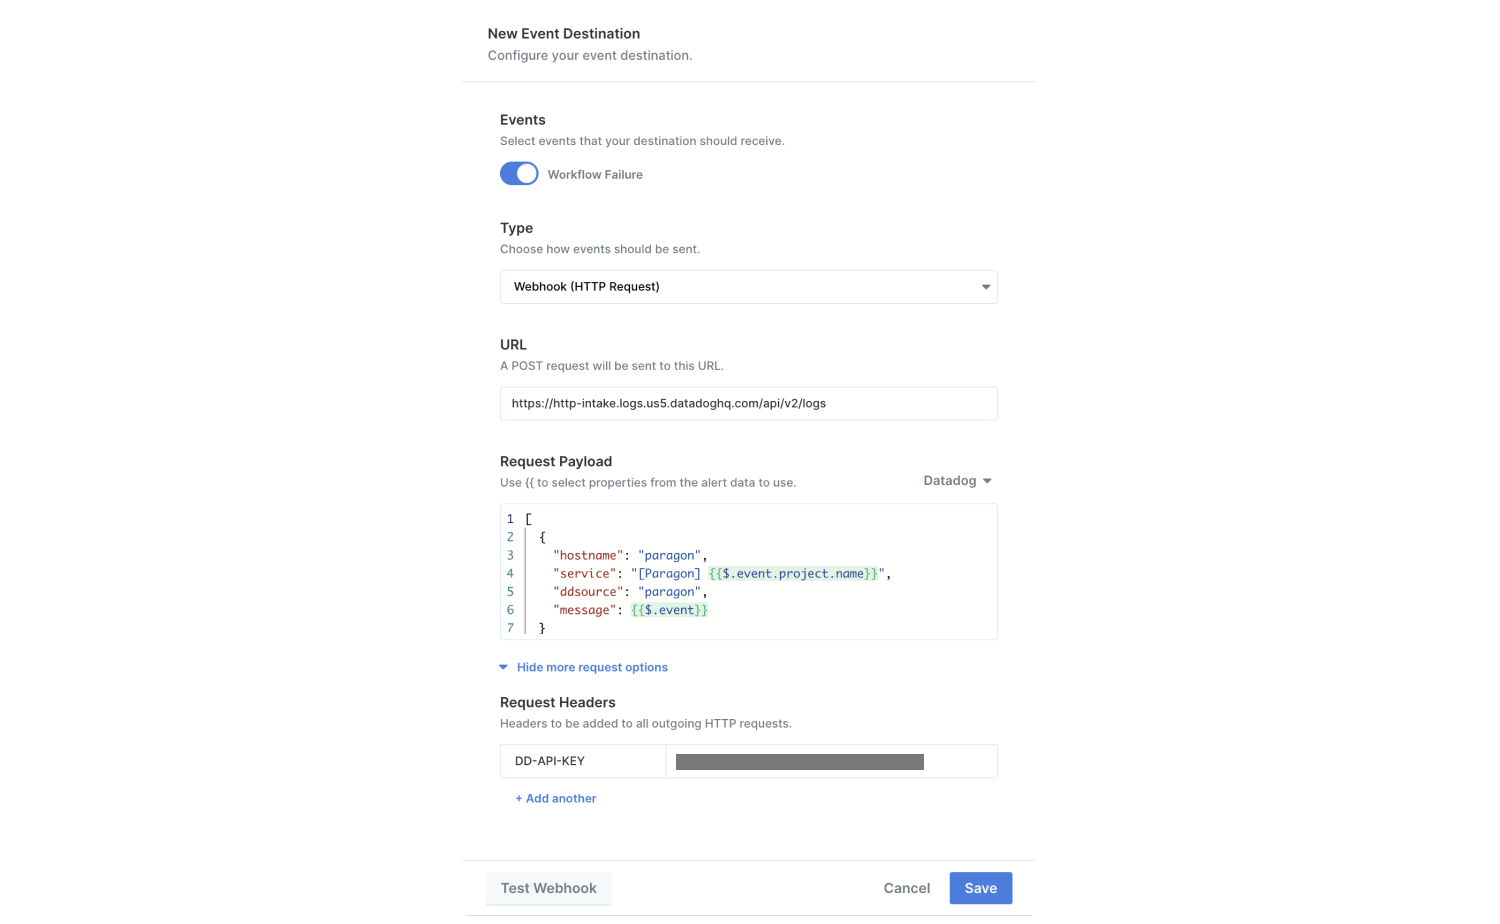 New Event Destination
Configure your event destination.
Events
Select events that your destination should receive.
Workflow Failure
Type
Choose how events should be sent.
Webhook (HTTP Request)
URL
A POST request will be sent to this URL.
https://http-intake.logs.us5.datadoghq.com/api/v2/logs
Request Payload
Use {{ to select properties from the alert data to use.
Datadog
1 [
2 {
3 "hostname": "paragon",
4 "service": "[Paragon] {{$.event.project.name}}",
5 "ddsource": "paragon",
6 "message": {{$.event}}
7 }
Hide more request options
Request Headers
Headers to be added to all outgoing HTTP requests.
DD-API-KEY
+ Add another
Test Webhook Cancel Save